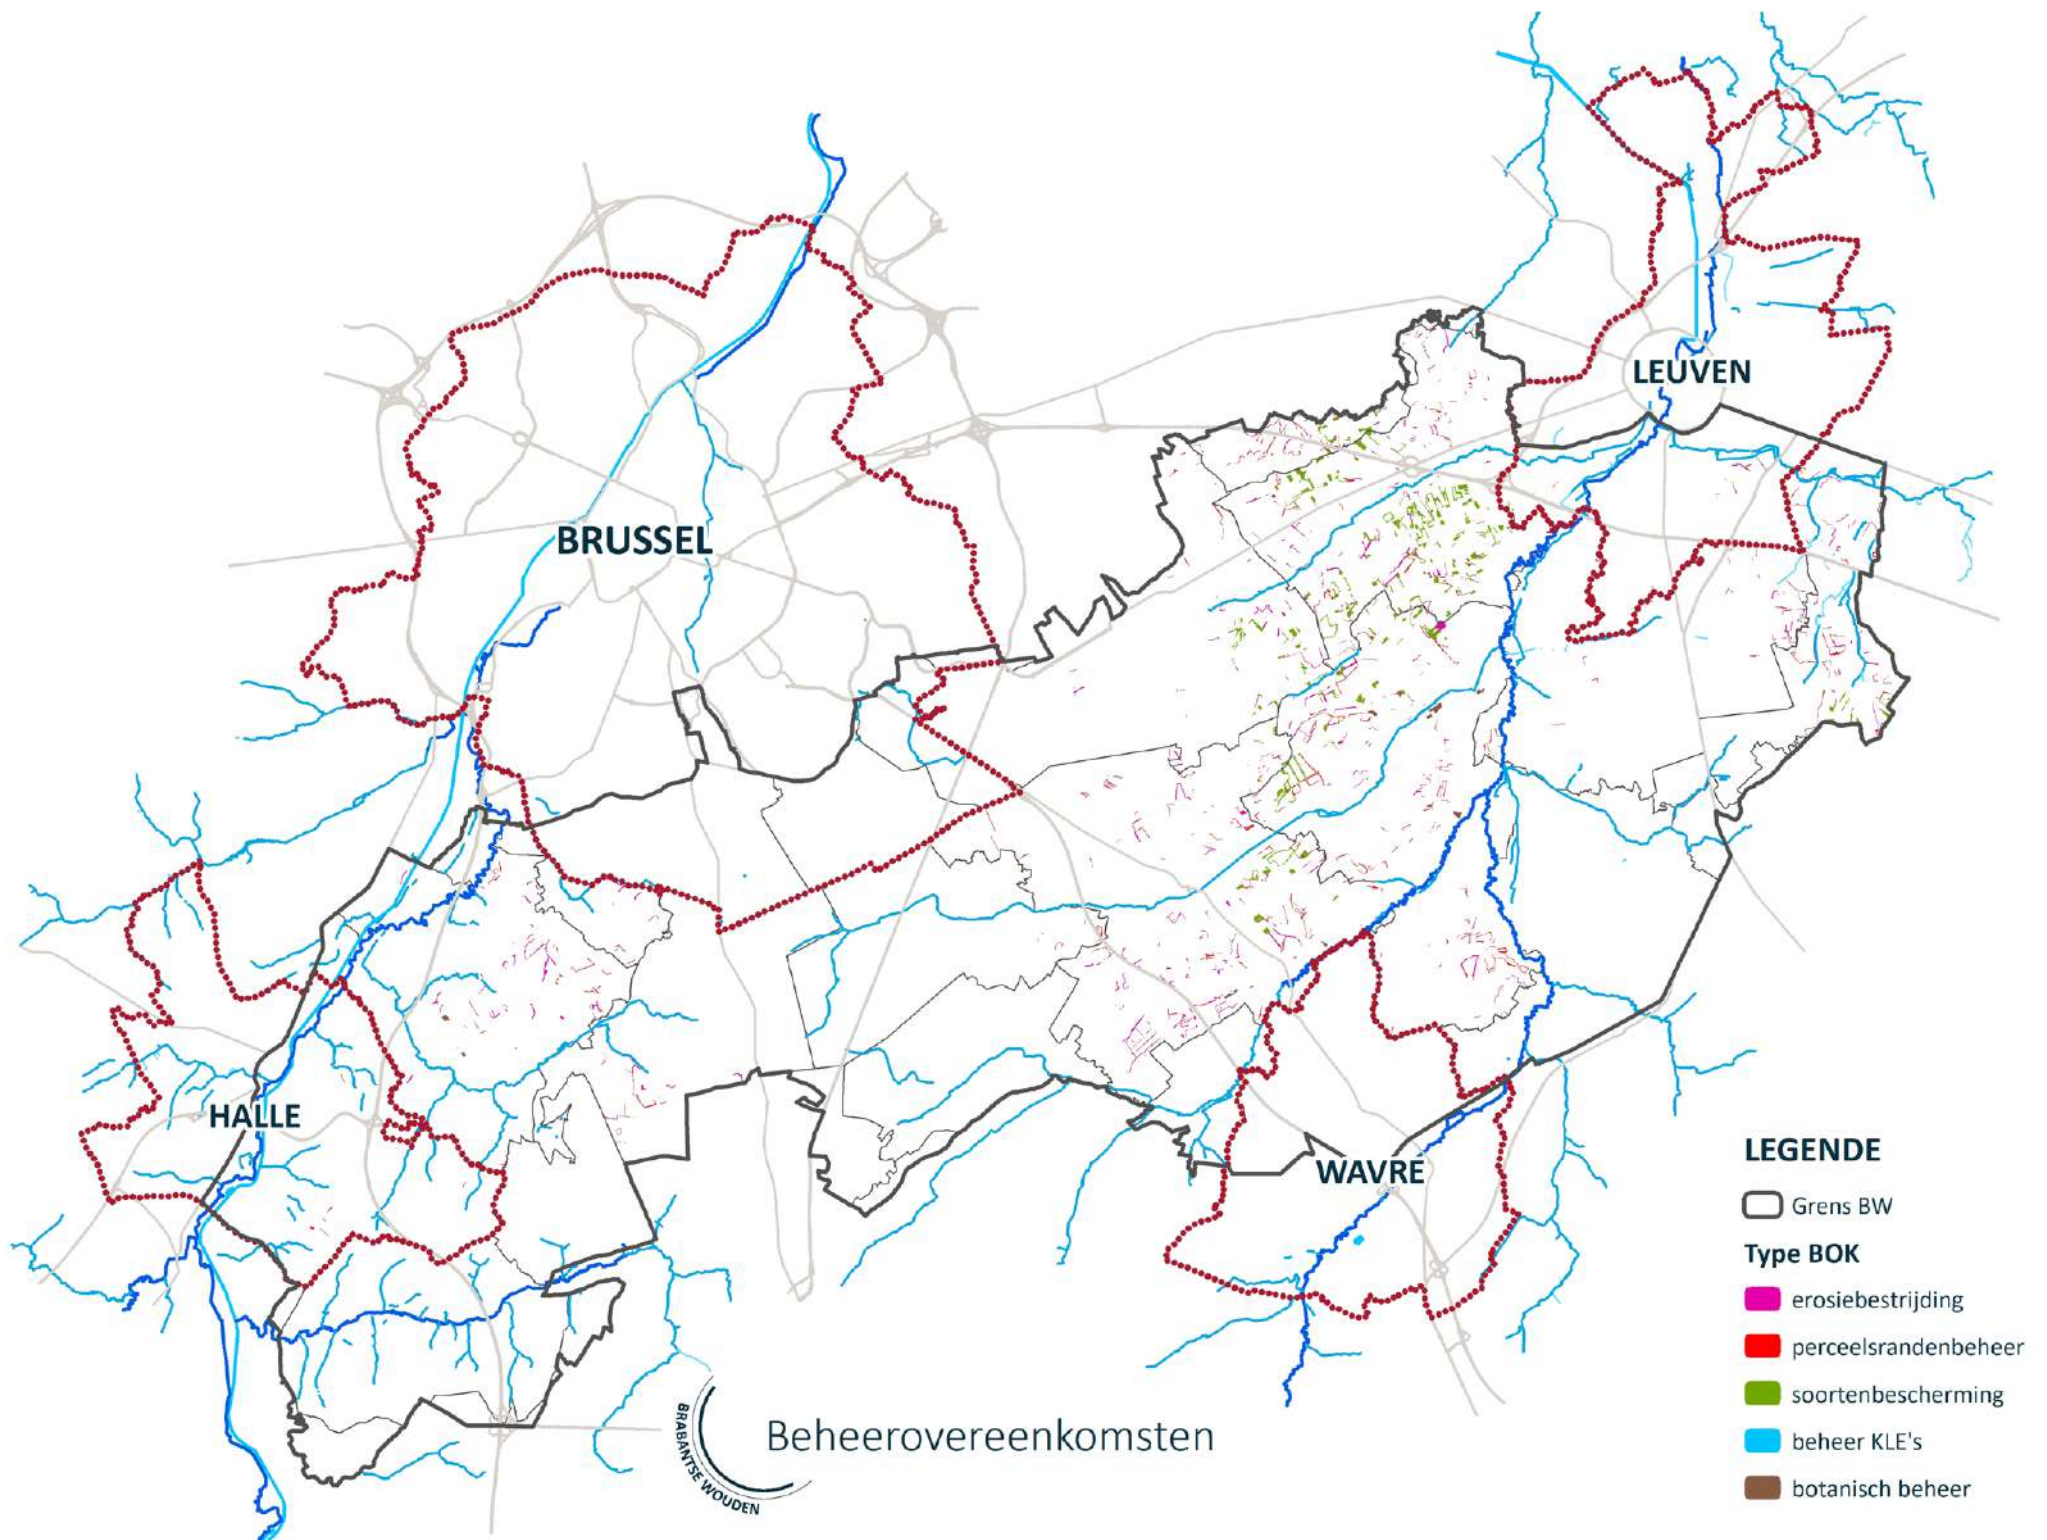 LEUVEN
BRUSSEL
HALLE
WAVRE
LEGENDE
Grens BW
Type BOK
erosiebestrijding
perceelsrandenbeheer
soortenbescherming
beheer KLE's
botanisch beheer
BRABANTSE WOUDEN
Beheerovereenkomsten